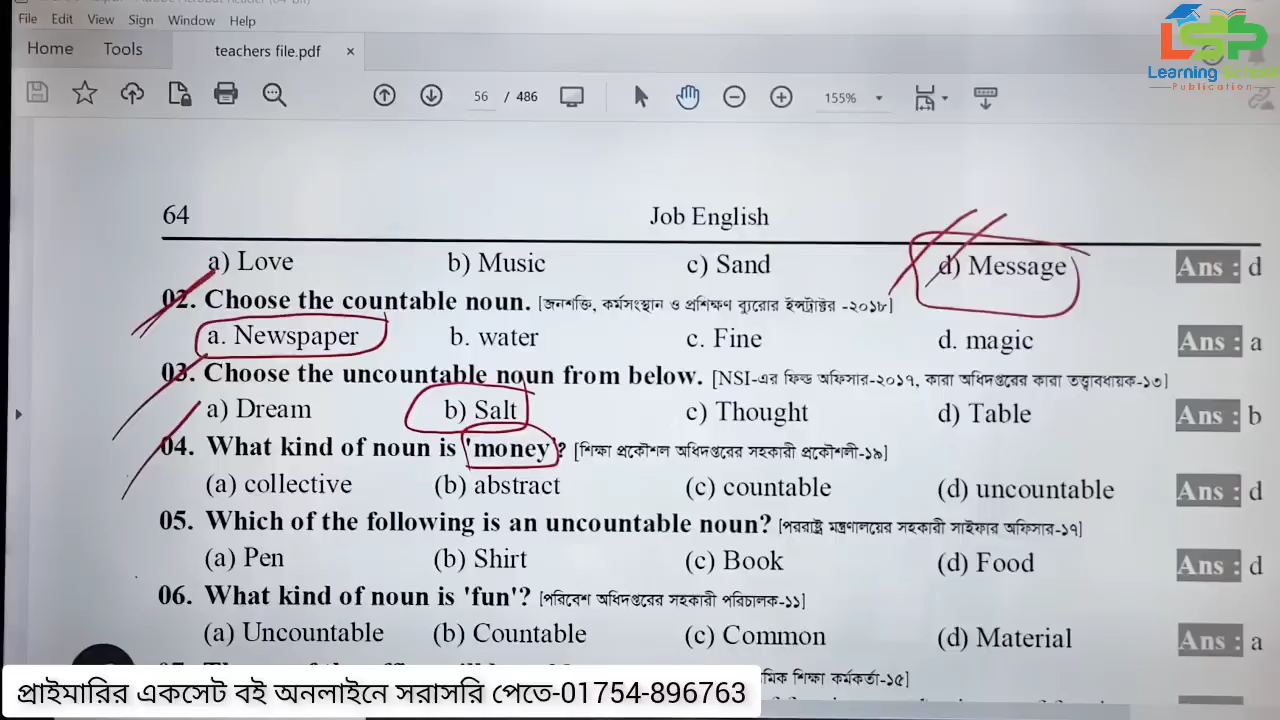 File Edit View Sign Window Help
Home Tools teachers file.pdf ×
56 / 486 155%
LSP
Learning School
Publication
64 Job English
a) Love b) Music c) Sand d) Message Ans : d
02. Choose the countable noun. [জনশক্তি, কর্মসংস্থান ও প্রশিক্ষণ ব্যুরোর ইন্সট্রাক্টর -২০১৮]
a. Newspaper b. water c. Fine d. magic Ans : a
03. Choose the uncountable noun from below. [NSI-এর ফিল্ড অফিসার-২০১৭, কারা অধিদপ্তরের কারা তত্ত্বাবধায়ক-১৩]
a) Dream b) Salt c) Thought d) Table Ans : b
04. What kind of noun is 'money'? [শিক্ষা প্রকৌশল অধিদপ্তরের সহকারী প্রকৌশলী-১৯]
(a) collective (b) abstract (c) countable (d) uncountable Ans : d
05. Which of the following is an uncountable noun? [পররাষ্ট্র মন্ত্রণালয়ের সহকারী সাইফার অফিসার-১৭]
(a) Pen (b) Shirt (c) Book (d) Food Ans : d
06. What kind of noun is 'fun'? [পরিবেশ অধিদপ্তরের সহকারী পরিচালক-১১]
(a) Uncountable (b) Countable (c) Common (d) Material Ans : a
শিক্ষা কর্মকর্তা-১৫]
প্রাইমারির একসেট বই অনলাইনে সরাসরি পেতে-01754-896763